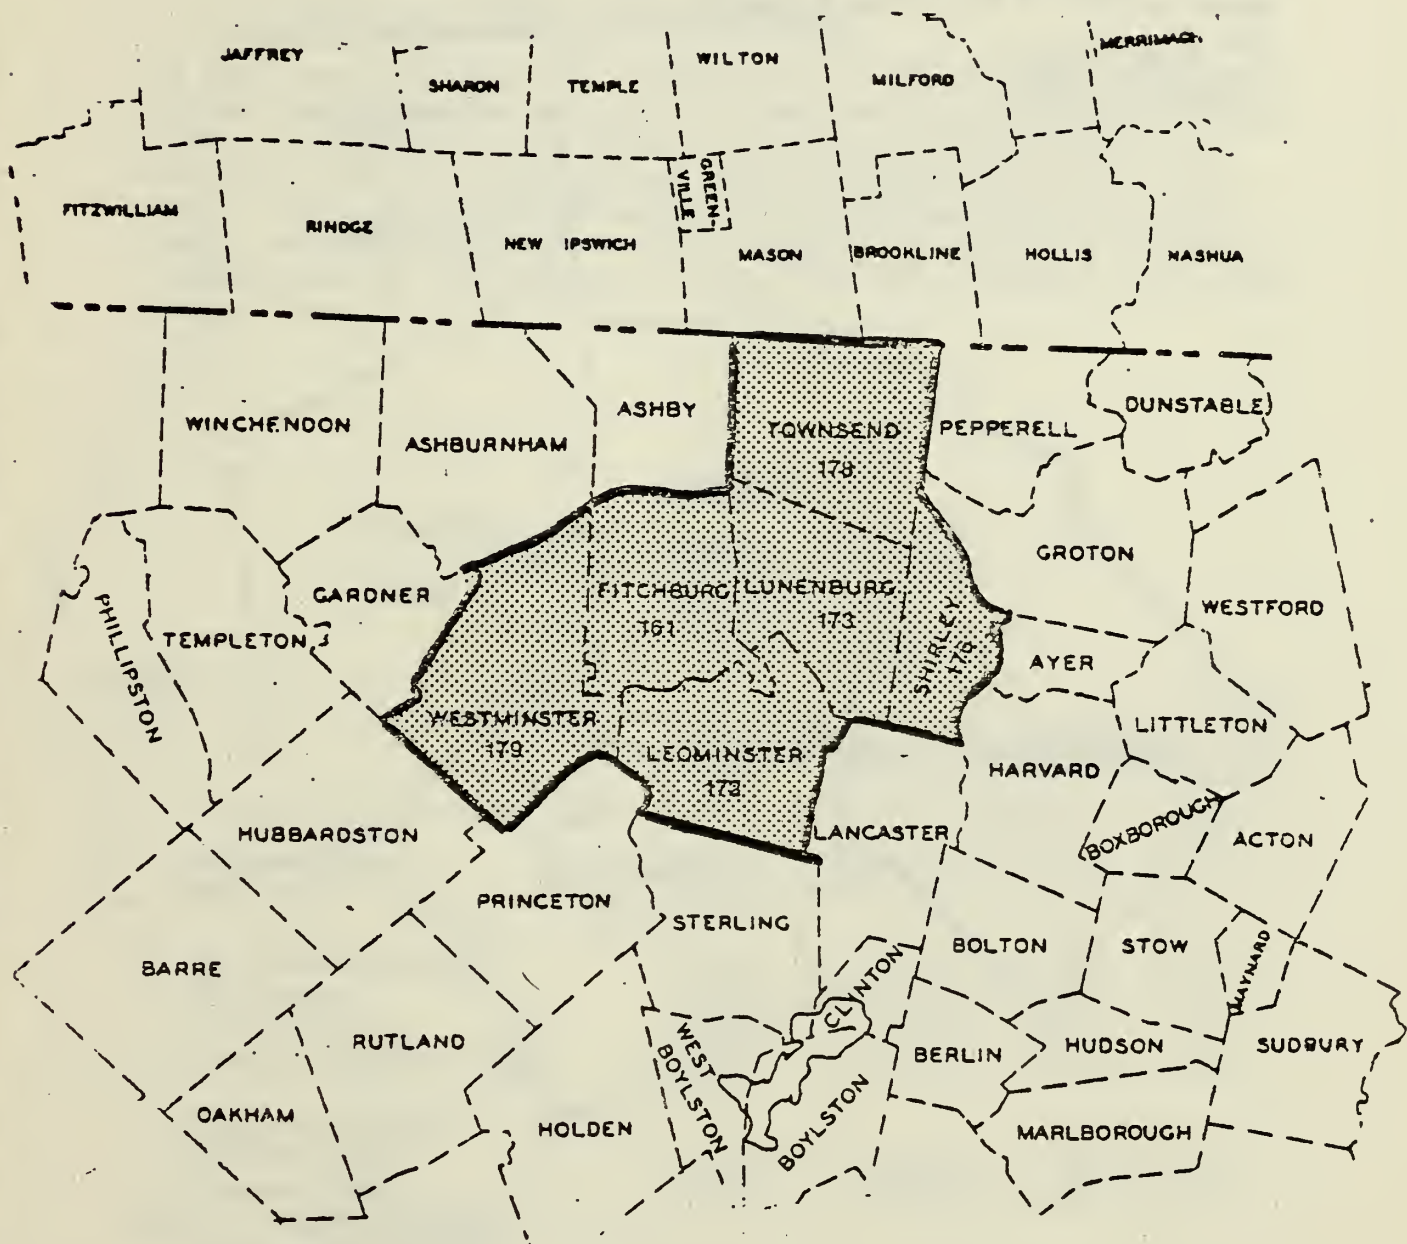 JAFFREY
SHARON
TEMPLE
WILTON
MILFORD
MERRIMACK
FITZWILLIAM
RINDGE
NEW IPSWICH
GREEN-
VILLE
MASON
BROOKLINE
HOLLIS
NASHUA
WINCHENDON
ASHBURNHAM
ASHBY
TOWNSEND
178
PEPPERELL
DUNSTABLE
PHILLIPSTON
TEMPLETON
GARDNER
FITCHBURG
161
LUNENBURG
173
SHIRLEY
GROTON
WESTFORD
AYER
WESTMINSTER
179
LEOMINSTER
LITTLETON
HARVARD
BOXBOROUGH
ACTON
HUBBARDSTON
LANCASTER
PRINCETON
STERLING
BARRE
BOLTON
STOW
MAYNARD
CLINTON
RUTLAND
WEST
BOYLSTON
BERLIN
HUDSON
SUDBURY
OAKHAM
HOLDEN
BOYLSTON
MARLBOROUGH